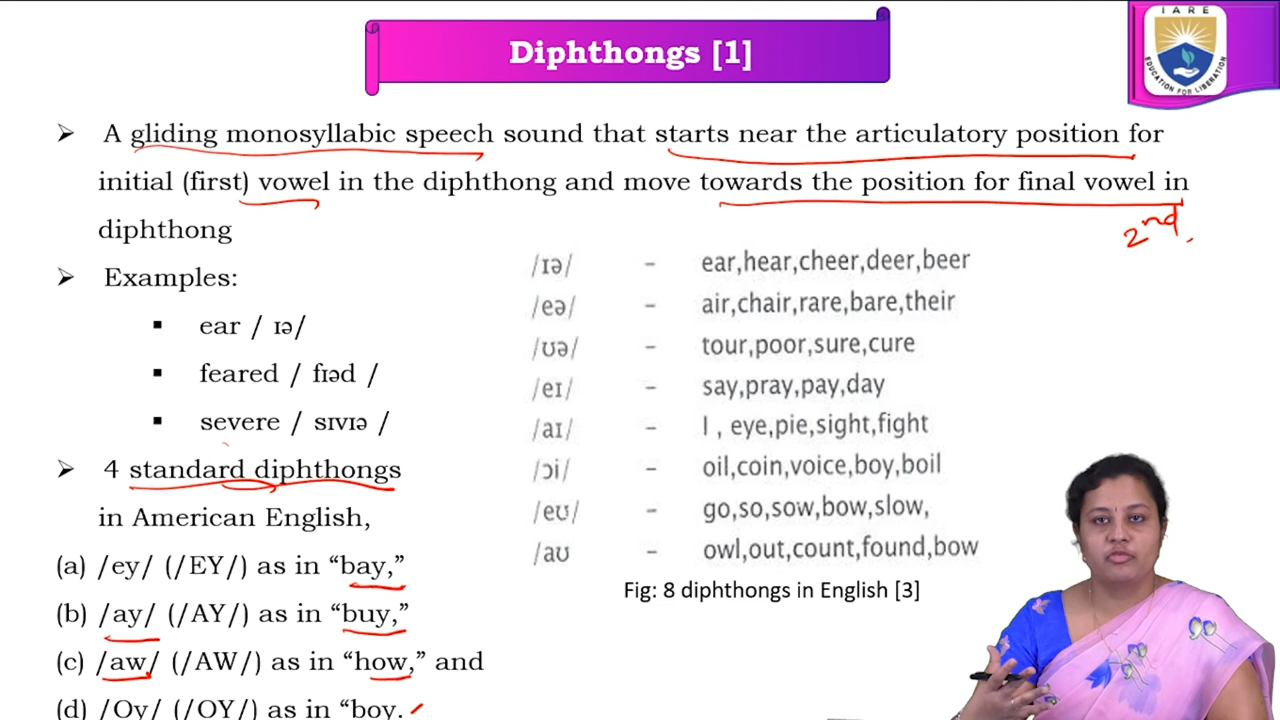 IARE
EDUCATION FOR LIBERATION
Diphthongs [1]
➢ A gliding monosyllabic speech sound that starts near the articulatory position for
initial (first) vowel in the diphthong and move towards the position for final vowel in
2nd.
diphthong
➢ Examples:
▪ ear / ɪə/
▪ feared / fɪəd /
▪ severe / sɪvɪə /
➢ 4 standard diphthongs
in American English,
(a) /ey/ (/EY/) as in “bay,”
(b) /ay/ (/AY/) as in “buy,”
(c) /aw/ (/AW/) as in “how,” and
(d) /Oy/ (/OY/) as in “boy.
/ɪə/ - ear,hear,cheer,deer,beer
/eə/ - air,chair,rare,bare,their
/ʊə/ - tour,poor,sure,cure
/eɪ/ - say,pray,pay,day
/aɪ/ - I , eye,pie,sight,fight
/ɔi/ - oil,coin,voice,boy,boil
/eʊ/ - go,so,sow,bow,slow,
/aʊ - owl,out,count,found,bow
Fig: 8 diphthongs in English [3]